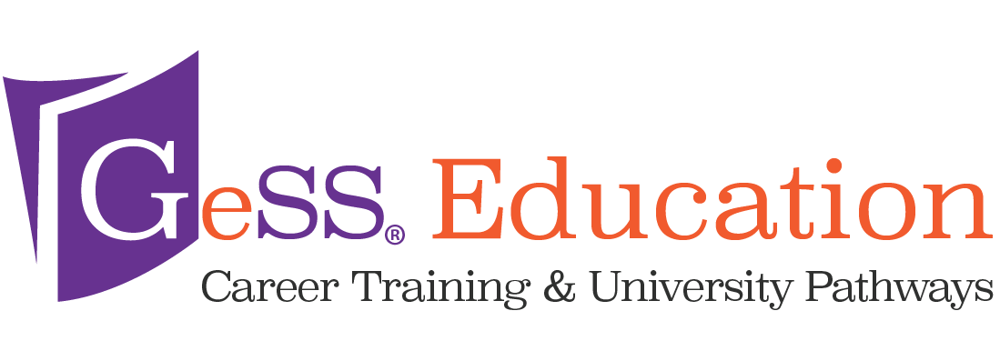 GeSS® Education
Career Training & University Pathways